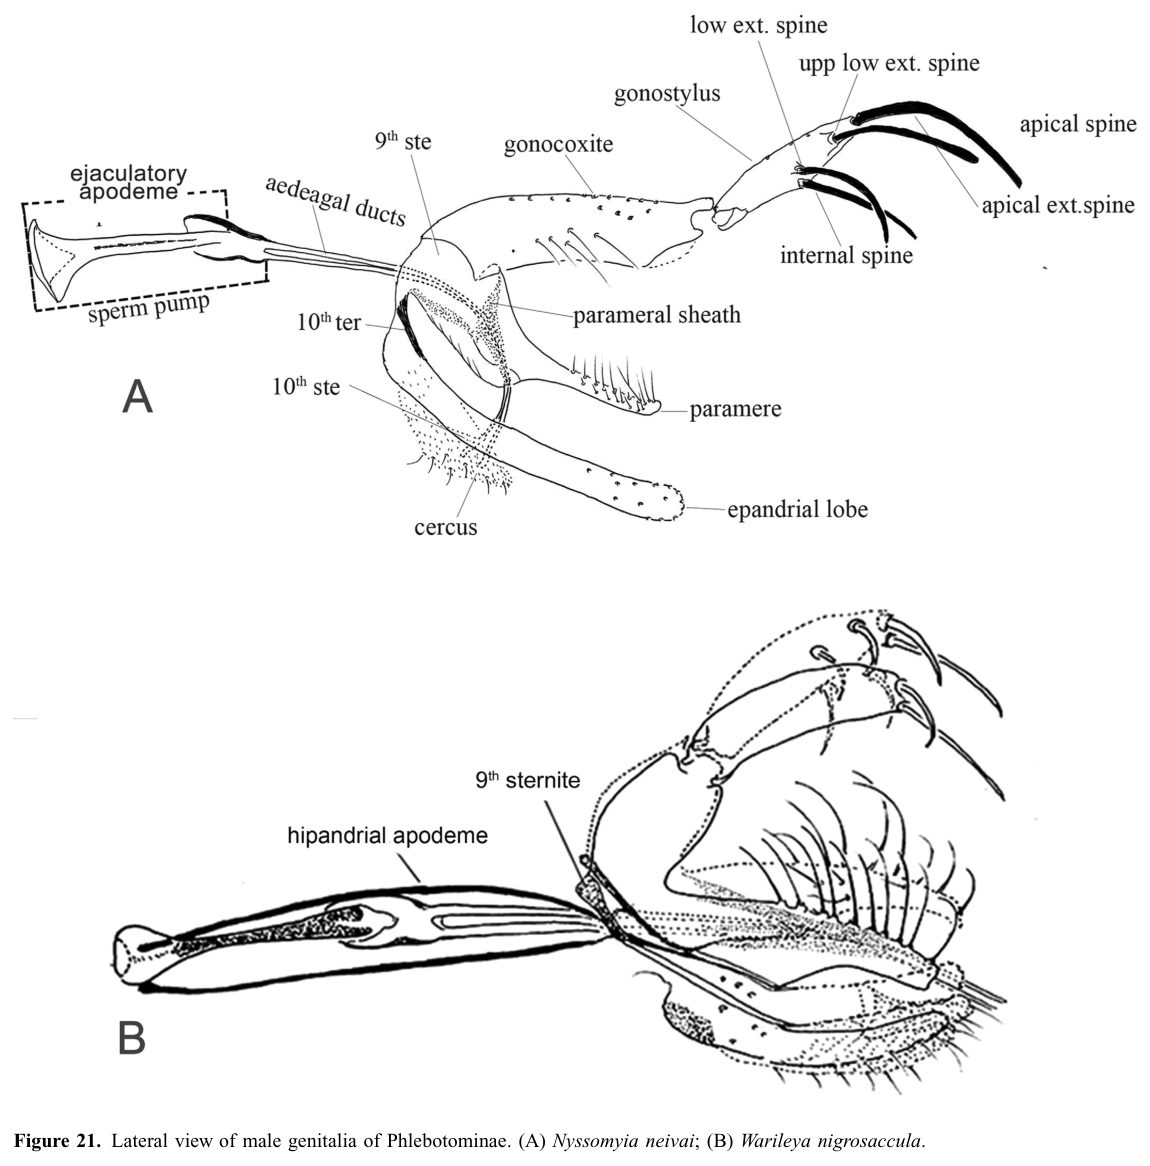 low ext. spine
upp low ext. spine
gonostylus
apical spine
9th ste
gonocoxite
ejaculatory
apodeme
aedeagal ducts
apical ext.spine
internal spine
sperm pump
10th ter
parameral sheath
A
10th ste
paramere
epandrial lobe
cercus
9th sternite
hipandrial apodeme
B
Figure 21. Lateral view of male genitalia of Phlebotominae. (A) Nyssomyia neivai; (B) Warileya nigrosaccula.